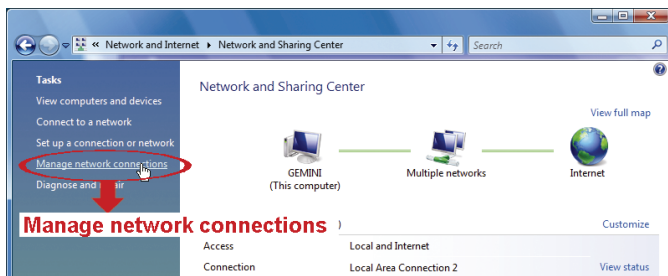 « Network and Internet ▸ Network and Sharing Center
Search
Tasks
View computers and devices
Connect to a network
Set up a connection or network
Manage network connections
Diagnose and
Manage network connections
Network and Sharing Center
View full map
GEMINI
(This computer)
Multiple networks
Internet
)
Customize
Access Local and Internet
Connection Local Area Connection 2 View status